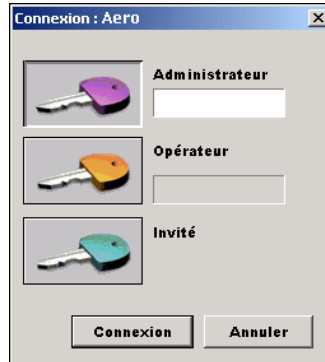 Connexion : Aero
Administrateur
Opérateur
Invité
Connexion
Annuler